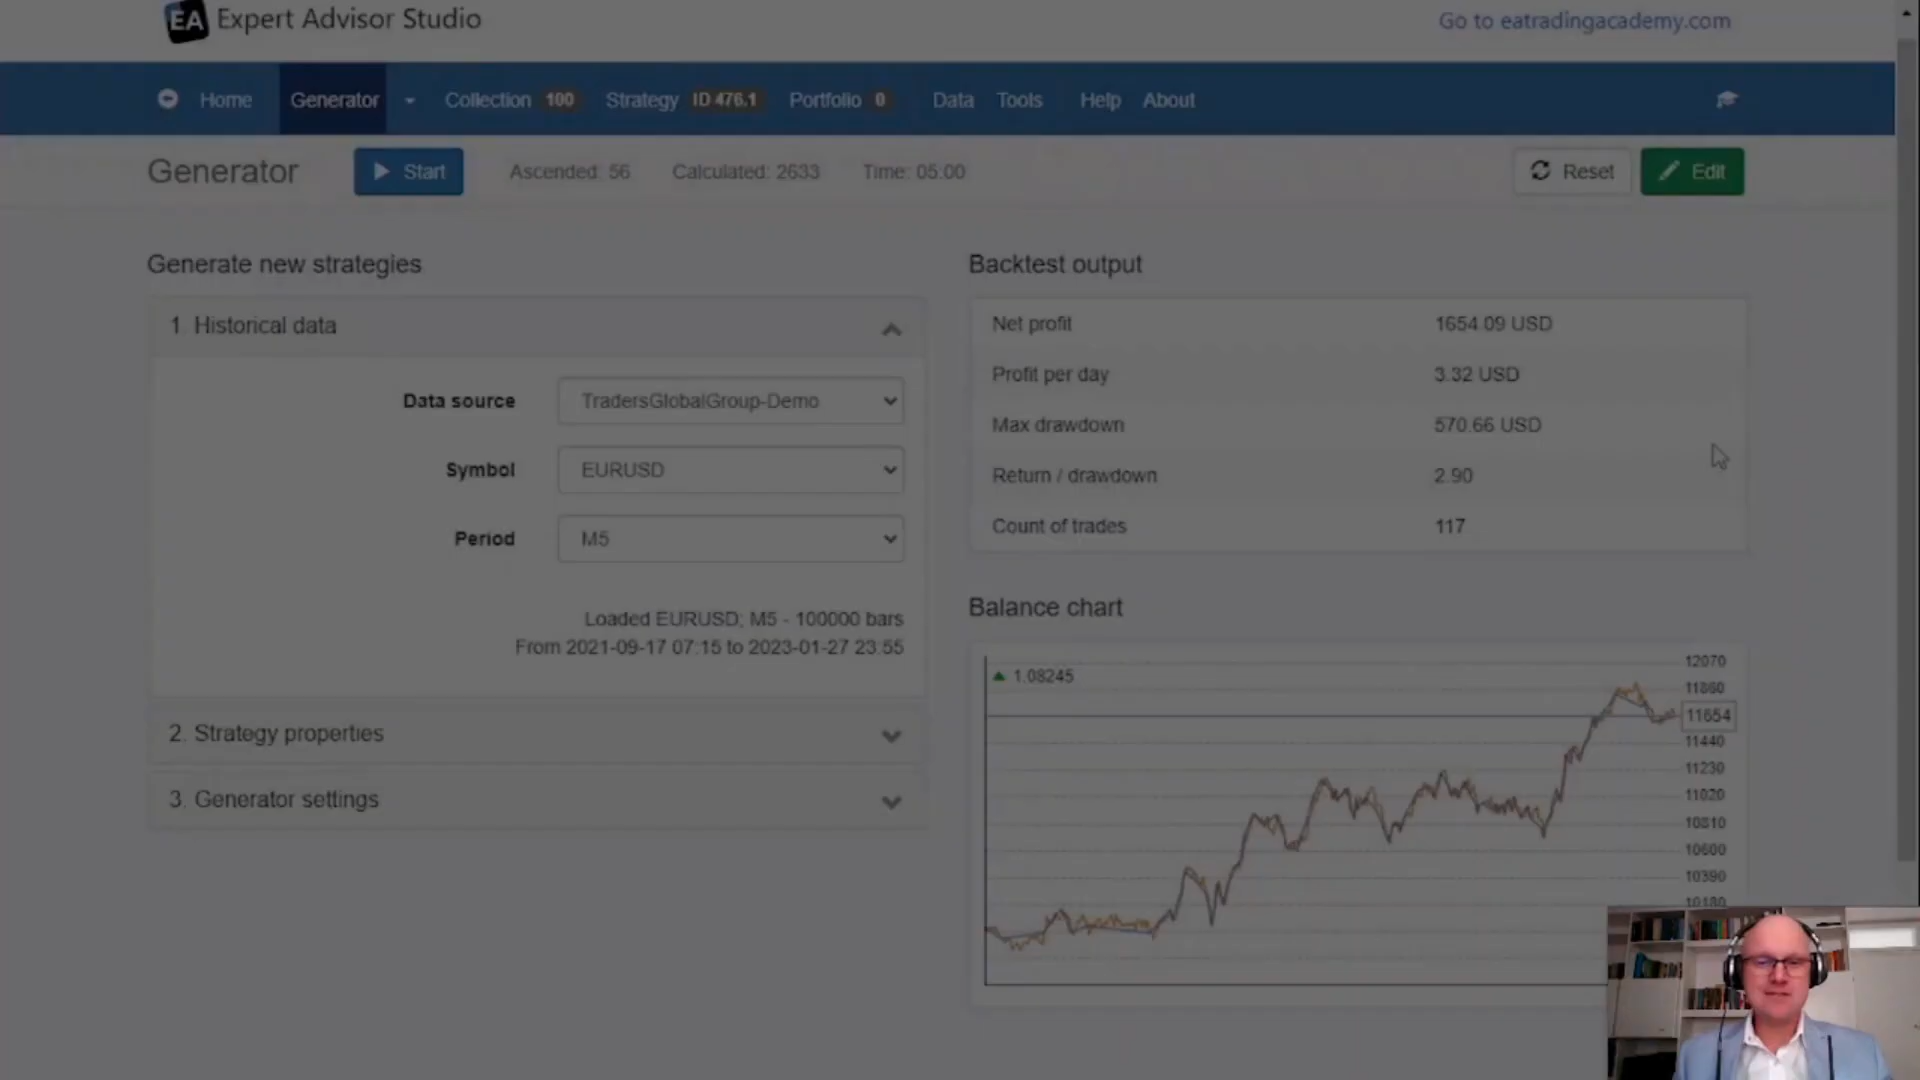 EA Expert Advisor Studio
Go to eatradingacademy.com
Home
Generator
Collection 100
Strategy ID 476.1
Portfolio 0
Data
Tools
Help
About
Generator
Start
Ascended: 56
Calculated: 2633
Time: 05:00
Reset
Edit
Generate new strategies
1. Historical data
Data source TradersGlobalGroup-Demo
Symbol EURUSD
Period M5
Loaded EURUSD; M5 - 100000 bars
From 2021-09-17 07:15 to 2023-01-27 23:55
2. Strategy properties
3. Generator settings
Backtest output
Net profit 1654.09 USD
Profit per day 3.32 USD
Max drawdown 570.66 USD
Return / drawdown 2.90
Count of trades 117
Balance chart
1.08245
12070
11860
11654
11440
11230
11020
10810
10600
10390
10180